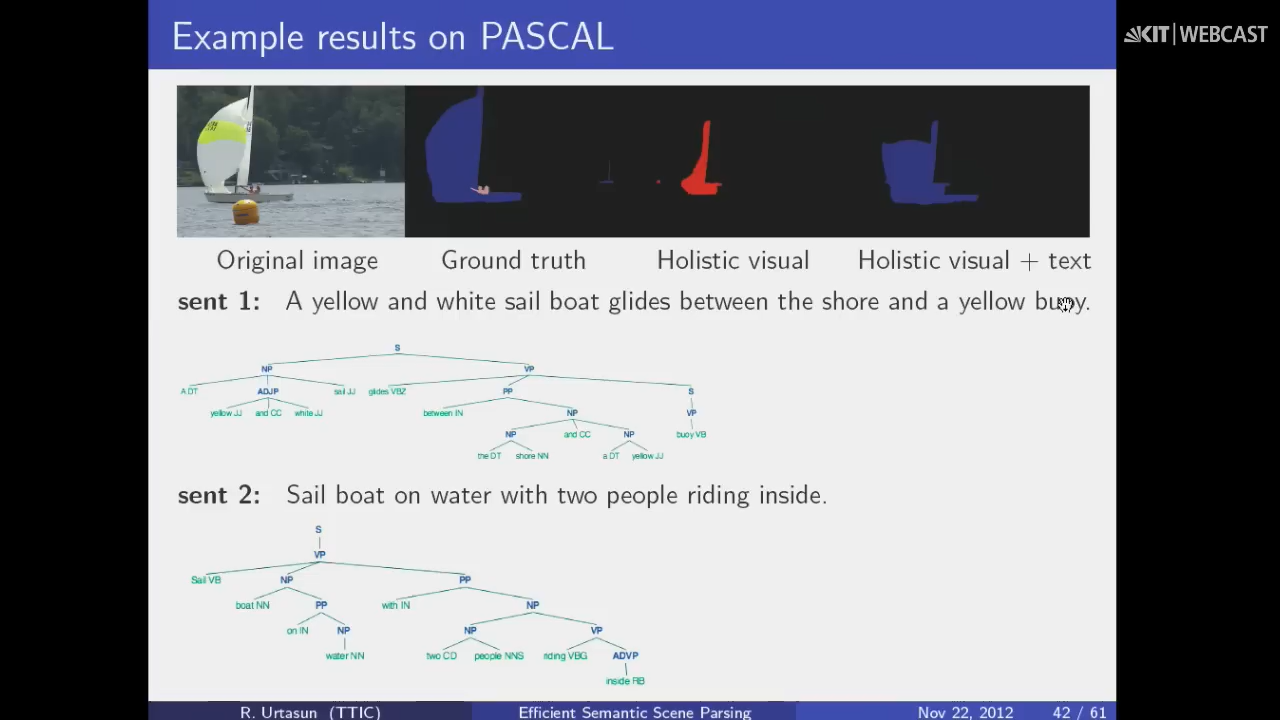 Example results on PASCAL
KIT | WEBCAST
Original image Ground truth Holistic visual Holistic visual + text
sent 1: A yellow and white sail boat glides between the shore and a yellow buoy.
S
NP VP
A DT ADJP sail JJ glides VBZ PP S
yellow JJ and CC white JJ between IN NP VP
NP and CC NP buoy VB
the DT shore NN a DT yellow JJ
sent 2: Sail boat on water with two people riding inside.
S
VP
Sail VB NP PP
boat NN PP with IN NP
on IN NP NP VP
water NN two CD people NNS riding VBG ADVP
inside RB
R. Urtasun (TTIC) Efficient Semantic Scene Parsing Nov 22, 2012 42 / 61